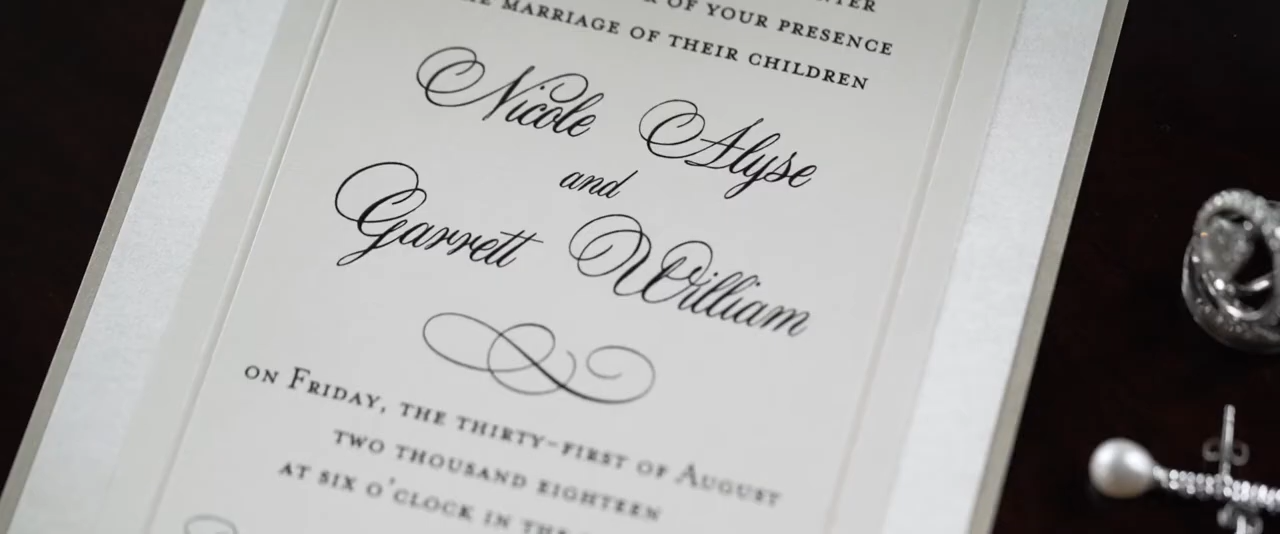 OF YOUR PRESENCE
MARRIAGE OF THEIR CHILDREN
Nicole Alyse
and
Garrett William
ON FRIDAY, THE THIRTY-FIRST OF AUGUST
TWO THOUSAND EIGHTEEN
AT SIX O'CLOCK IN THE